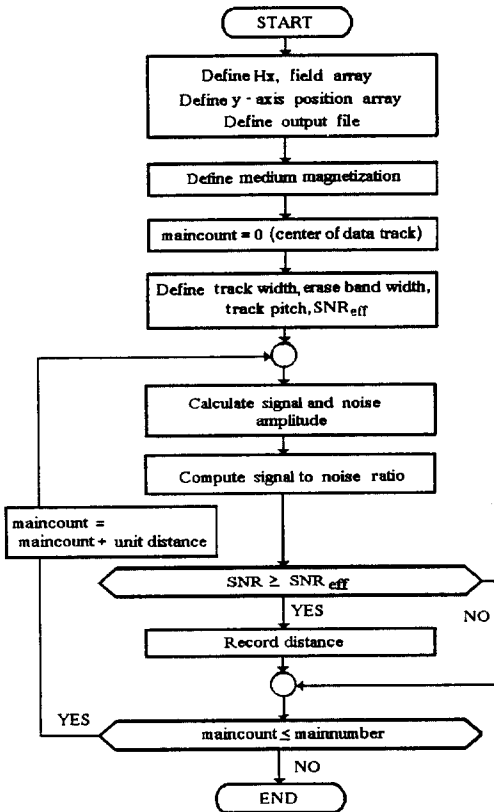 START
Define Hx, field array
Define y - axis position array
Define output file
Define medium magnetization
maincount = 0 (center of data track)
Define track width, erase band width,
track pitch, SNReff
Calculate signal and noise
amplitude
Compute signal to noise ratio
maincount =
maincount + unit distance
SNR ≥ SNReff
YES
NO
Record distance
YES
maincount ≤ mainnumber
NO
END